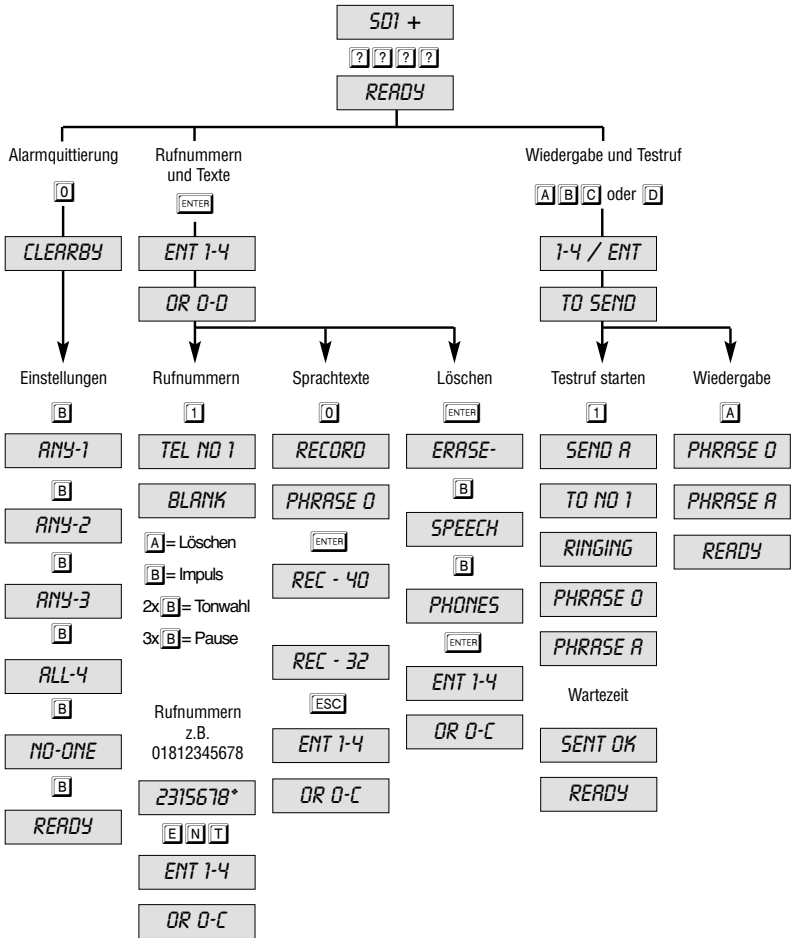 SD1 +
? ? ? ?
READY
Alarmquittierung
0
CLEARBY
Rufnummern
und Texte
ENTER
ENT 1-4
OR 0-D
Wiedergabe und Testruf
A B C oder D
1-4 / ENT
TO SEND
Einstellungen
B
ANY-1
B
ANY-2
B
ANY-3
B
ALL-4
B
NO-ONE
B
READY
Rufnummern
1
TEL NO 1
BLANK
A = Löschen
B = Impuls
2x B = Tonwahl
3x B = Pause
Rufnummern
z.B.
01812345678
2315678*
E N T
ENT 1-4
OR 0-C
Sprachtexte
0
RECORD
PHRASE 0
ENTER
REC - 40
REC - 32
ESC
ENT 1-4
OR 0-C
Löschen
ENTER
ERASE-
B
SPEECH
B
PHONES
ENTER
ENT 1-4
OR 0-C
Testruf starten
1
SEND A
TO NO 1
RINGING
PHRASE 0
PHRASE A
Wartezeit
SENT OK
READY
Wiedergabe
A
PHRASE 0
PHRASE A
READY